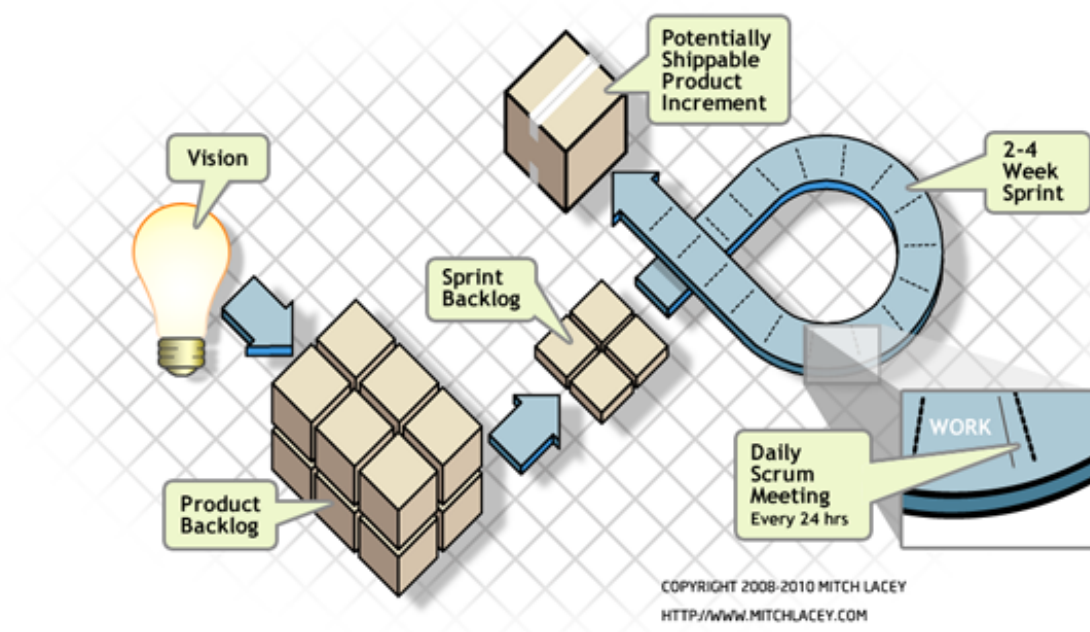 Potentially
Shippable
Product
Increment
Vision
2-4
Week
Sprint
Sprint
Backlog
WORK
Daily
Scrum
Meeting
Every 24 hrs
Product
Backlog
COPYRIGHT 2008-2010 MITCH LACEY
HTTP://WWW.MITCHLACEY.COM